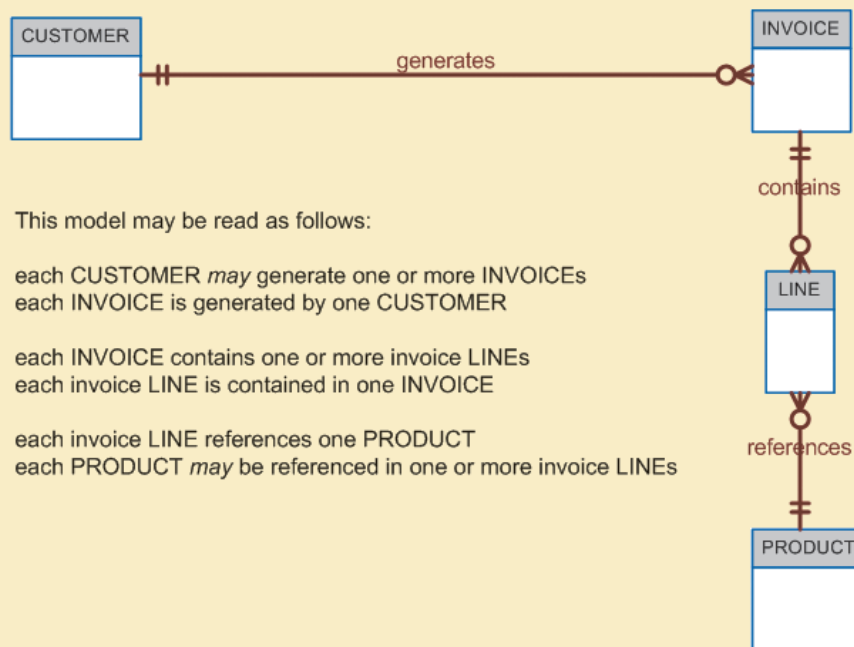 CUSTOMER
INVOICE
generates
contains
This model may be read as follows:
each CUSTOMER may generate one or more INVOICEs
each INVOICE is generated by one CUSTOMER
LINE
each INVOICE contains one or more invoice LINEs
each invoice LINE is contained in one INVOICE
each invoice LINE references one PRODUCT
each PRODUCT may be referenced in one or more invoice LINEs
references
PRODUCT